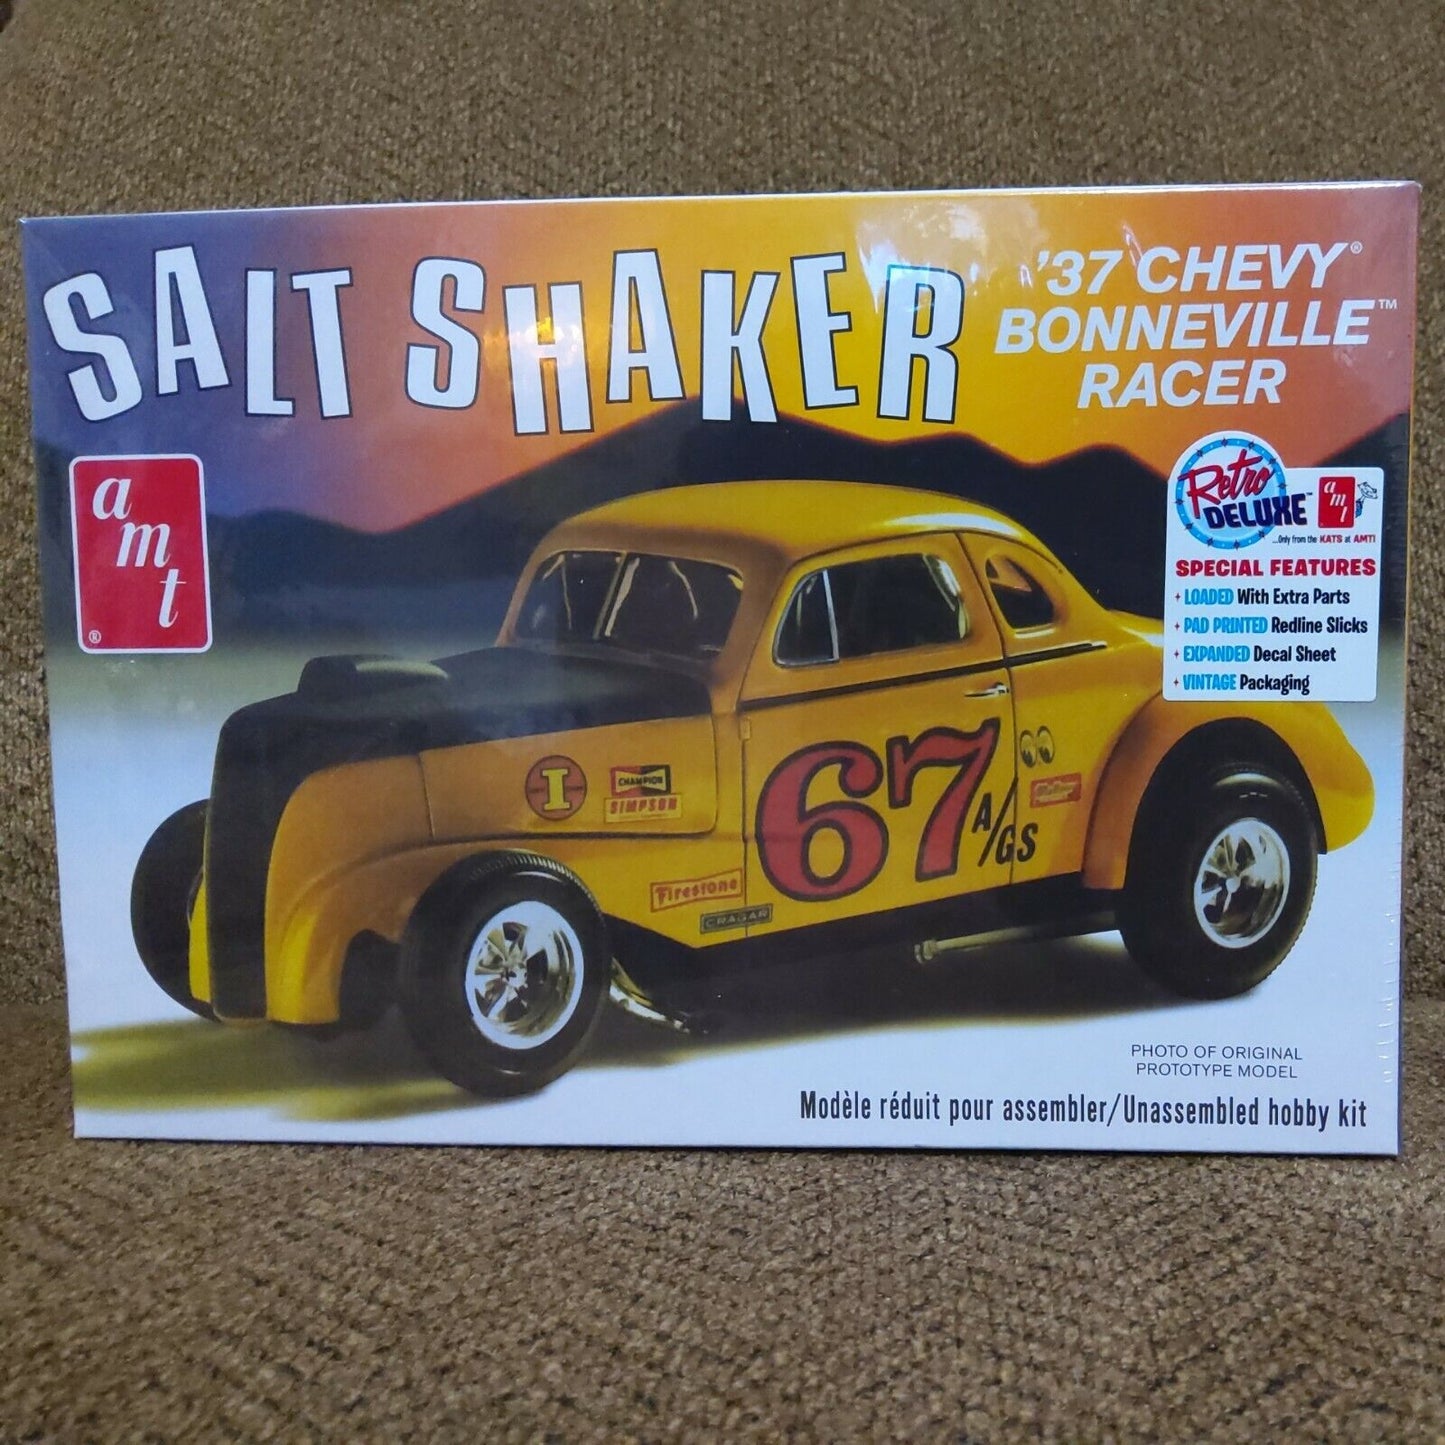 SALT SHAKER
'37 CHEVY®
BONNEVILLE™
RACER
amt
®
Retro
DELUXE™
amt
...Only from the KATS at AMT!
SPECIAL FEATURES
LOADED With Extra Parts
PAD PRINTED Redline Slicks
EXPANDED Decal Sheet
VINTAGE Packaging
67
A/GS
I
CHAMPION
SIMPSON
Firestone
CRAGAR
PHOTO OF ORIGINAL
PROTOTYPE MODEL
Modèle réduit pour assembler/Unassembled hobby kit